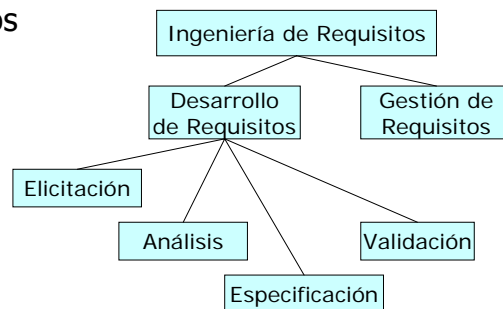 os
Ingeniería de Requisitos
Desarrollo
de Requisitos
Gestión de
Requisitos
Elicitación
Análisis
Validación
Especificación